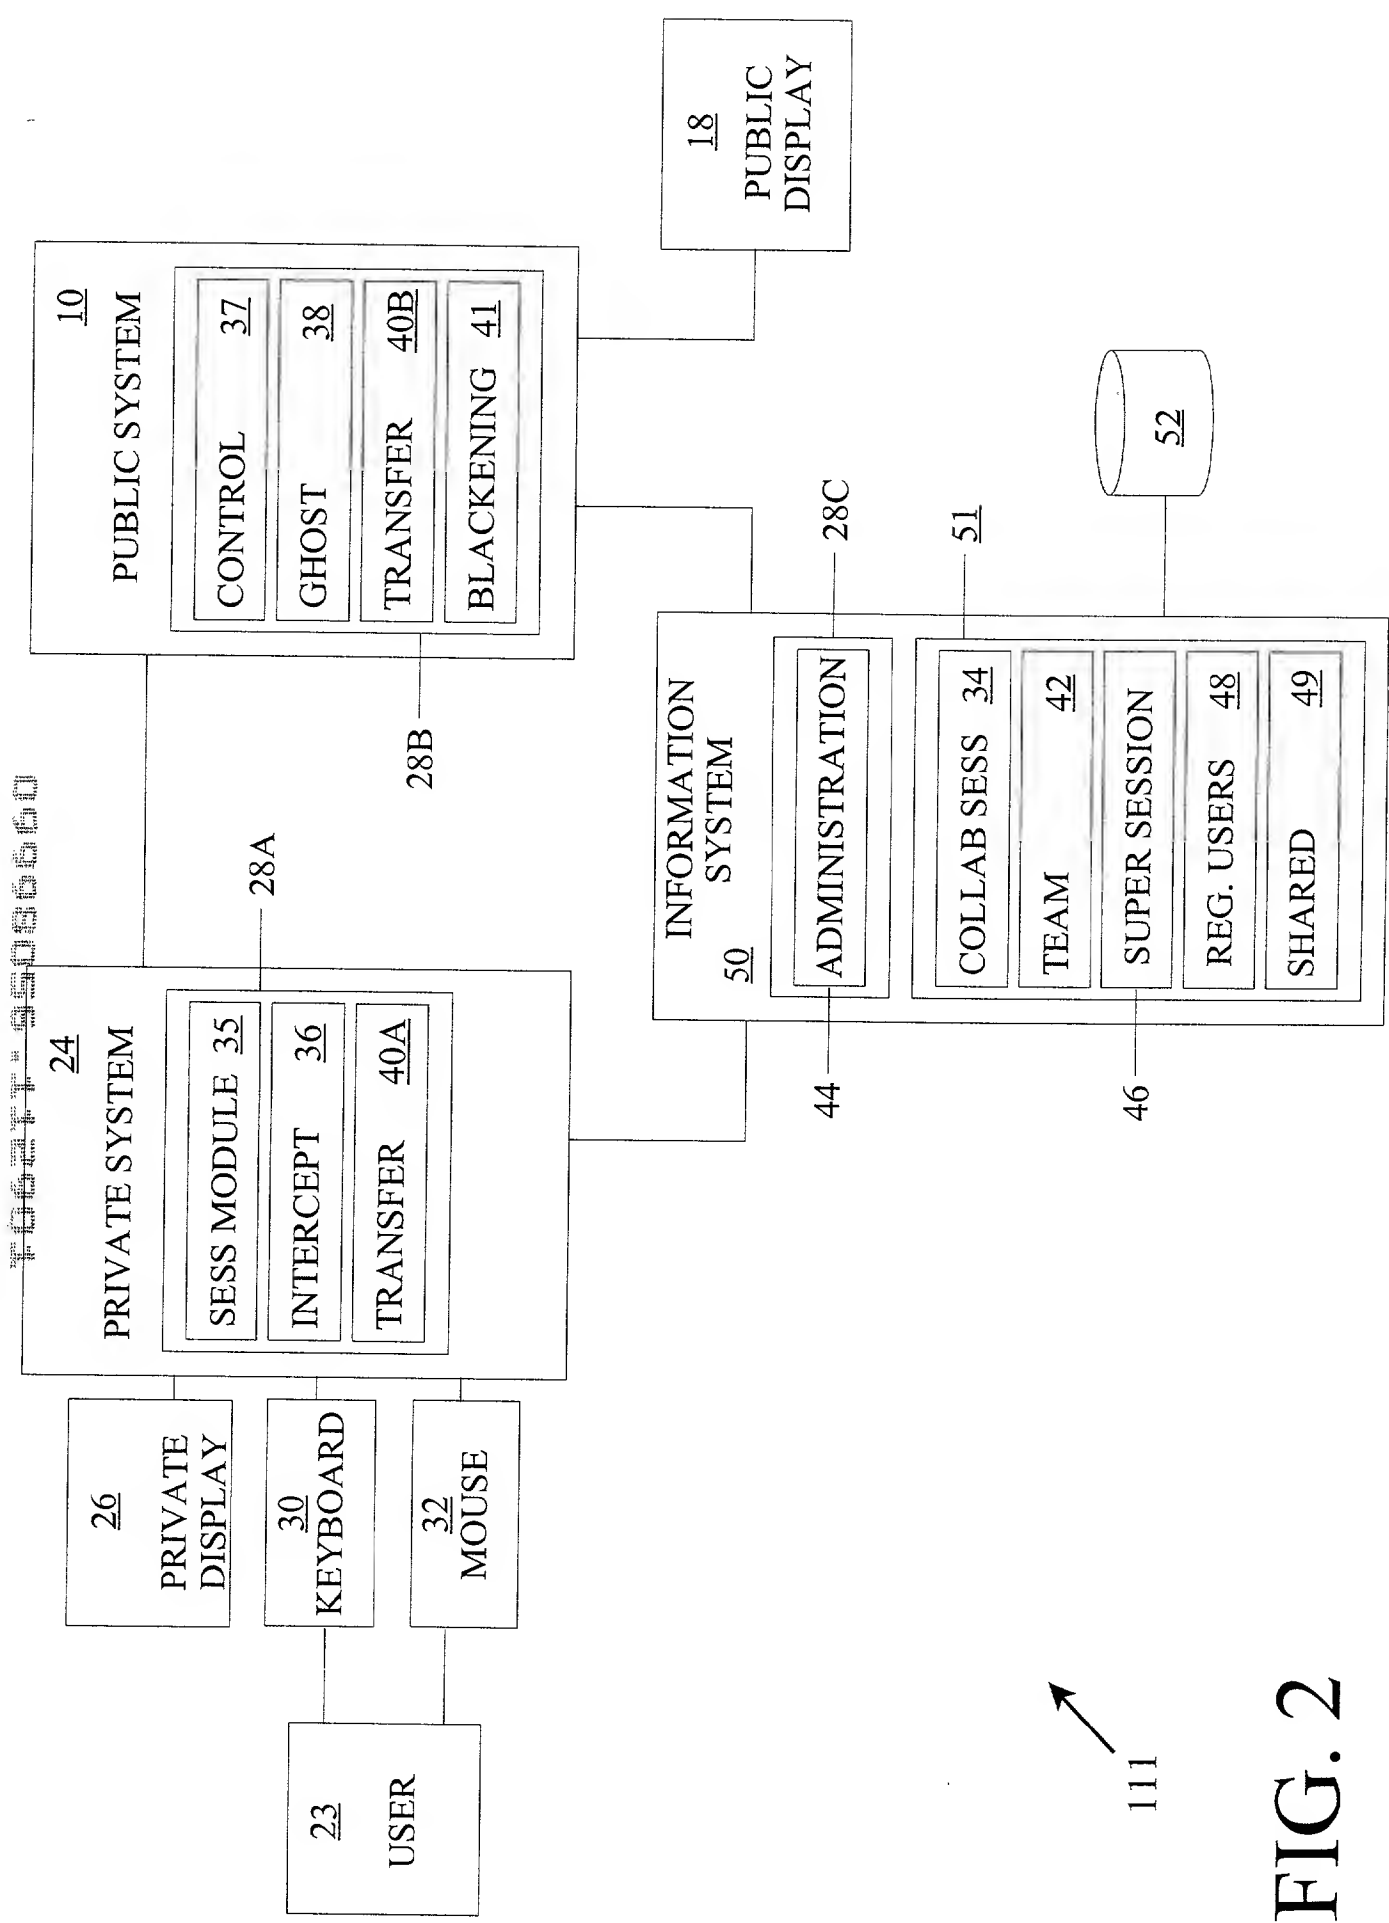 23
USER
26
PRIVATE
DISPLAY
30
KEYBOARD
32
MOUSE
24
PRIVATE SYSTEM
SESS MODULE 35
INTERCEPT 36
TRANSFER 40A
28A
10
PUBLIC SYSTEM
CONTROL 37
GHOST 38
TRANSFER 40B
BLACKENING 41
28B
18
PUBLIC
DISPLAY
INFORMATION
SYSTEM
50
ADMINISTRATION
44
28C
COLLAB SESS 34
TEAM 42
SUPER SESSION
REG. USERS 48
SHARED 49
46
51
52
111
FIG. 2